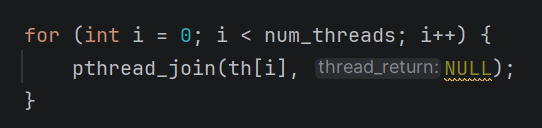 for (int i = 0; i < num_threads; i++) {
    pthread_join(th[i], thread_return: NULL);
}